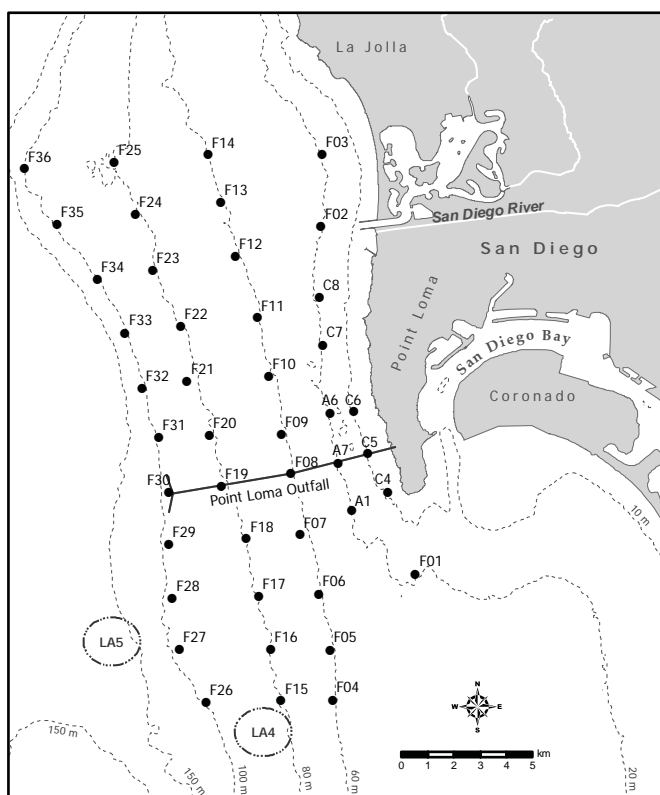 La Jolla
F03
F14
F25
F36
F13
F24
San Diego River
F02
F35
San Diego
F12
F23
F34
C8
Point Loma
F11
F22
F33
C7
San Diego Bay
F10
F21
F32
Coronado
A6
C6
F09
F20
F31
A7
C5
F08
F19
F30
Point Loma Outfall
C4
A1
10 m
F18
F07
F29
F01
F17
F06
F28
LA5
F27
F16
F05
F26
F15
F04
LA4
N
W
E
S
150 m
km
0 1 2 3 4 5
150 m
100 m
80 m
60 m
20 m